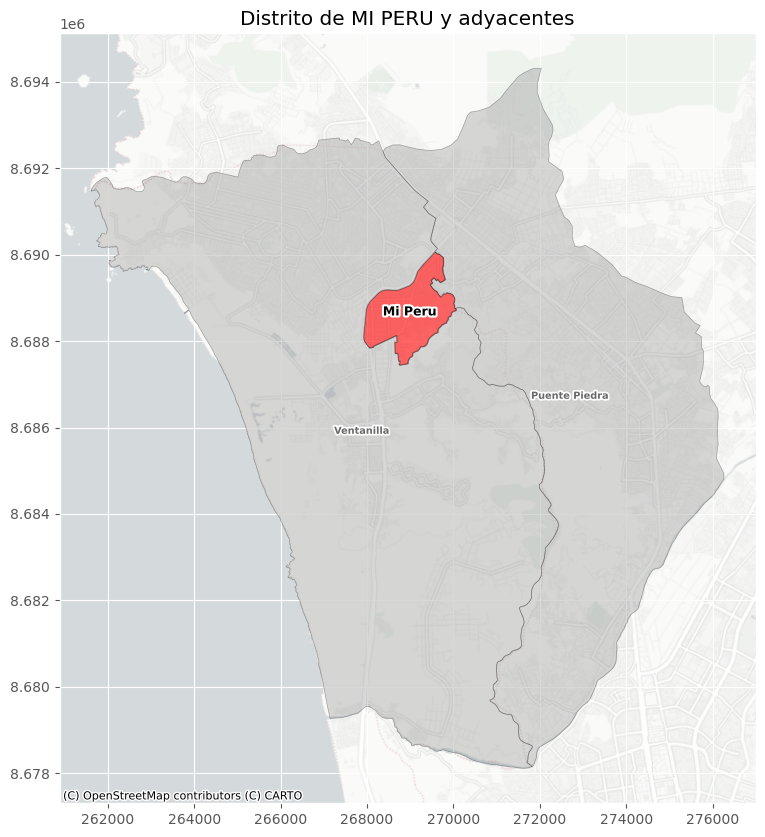 Distrito de MI PERU y adyacentes
1e6
8.694
8.692
8.690
8.688
Mi Peru
Puente Piedra
8.686
Ventanilla
8.684
8.682
8.680
8.678
(C) OpenStreetMap contributors (C) CARTO
262000 264000 266000 268000 270000 272000 274000 276000